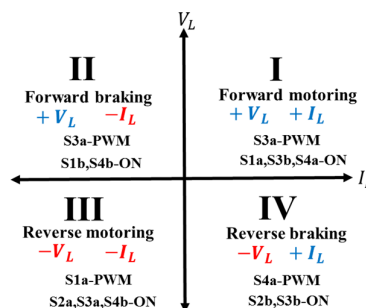 V_L
II
Forward braking
+ V_L −I_L
S3a-PWM
S1b,S4b-ON
I
Forward motoring
+ V_L + I_L
S3a-PWM
S1a,S3b,S4a-ON
III
Reverse motoring
−V_L −I_L
S1a-PWM
S2a,S3a,S4b-ON
IV
Reverse braking
−V_L + I_L
S4a-PWM
S2b,S3b-ON